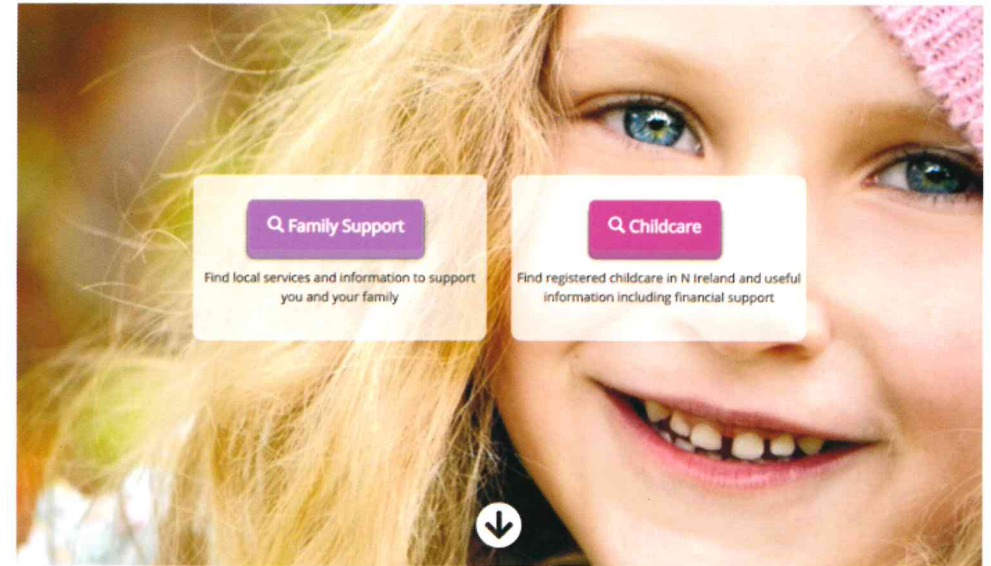 Family Support
Find local services and information to support
you and your family
Childcare
Find registered childcare in N Ireland and useful
information including financial support